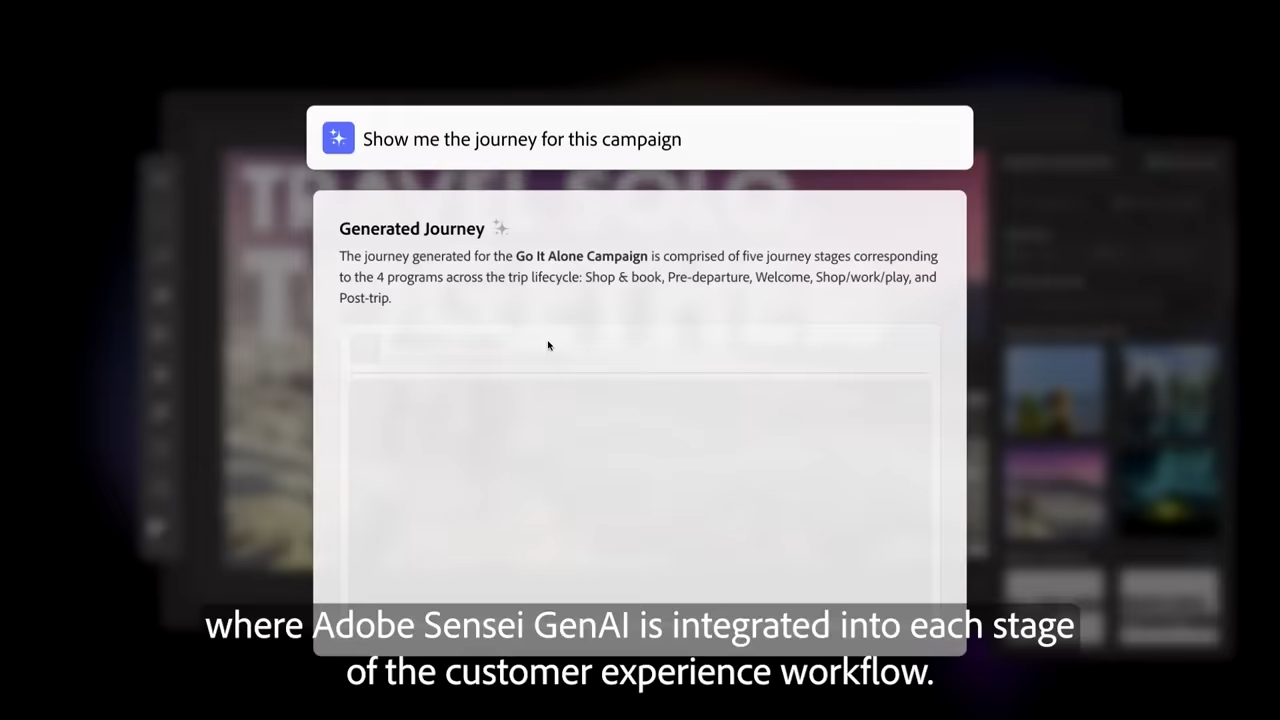 Show me the journey for this campaign
Generated Journey
The journey generated for the Go It Alone Campaign is comprised of five journey stages corresponding
to the 4 programs across the trip lifecycle: Shop & book, Pre-departure, Welcome, Shop/work/play, and
Post-trip.
TRAVEL SOLO
where Adobe Sensei GenAI is integrated into each stage
of the customer experience workflow.